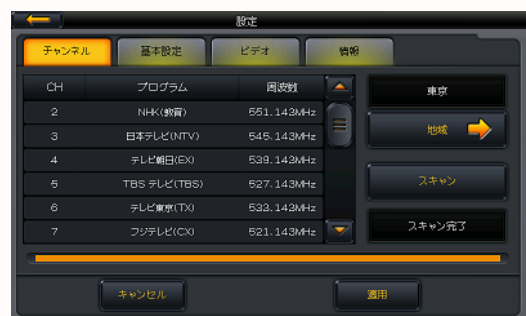 設定
チャンネル 基本設定 ビデオ 情報
CH プログラム 周波数
2 NHK(教育) 551.143MHz
3 日本テレビ(NTV) 545.143MHz
4 テレビ朝日(EX) 539.143MHz
5 TBS テレビ(TBS) 527.143MHz
6 テレビ東京(TX) 533.143MHz
7 フジテレビ(CX) 521.143MHz
東京
地域
スキャン
スキャン完了
キャンセル 適用